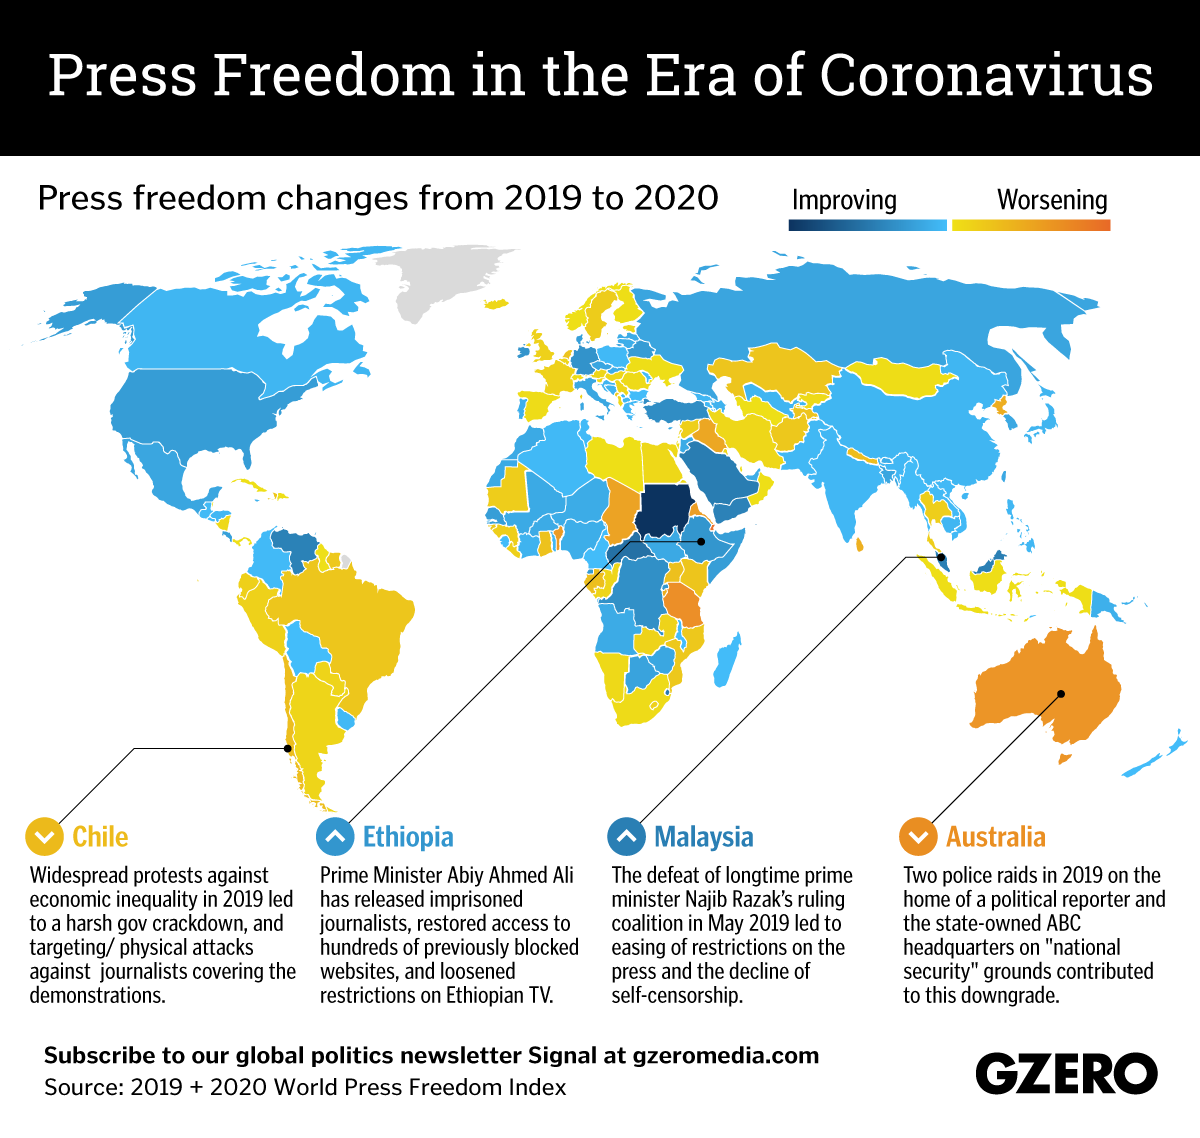 Press Freedom in the Era of Coronavirus
Press freedom changes from 2019 to 2020
Improving
Worsening
Chile
Widespread protests against
economic inequality in 2019 led
to a harsh gov crackdown, and
targeting/ physical attacks
against journalists covering the
demonstrations.
Ethiopia
Prime Minister Abiy Ahmed Ali
has released imprisoned
journalists, restored access to
hundreds of previously blocked
websites, and loosened
restrictions on Ethiopian TV.
Malaysia
The defeat of longtime prime
minister Najib Razak's ruling
coalition in May 2019 led to
easing of restrictions on the
press and the decline of
self-censorship.
Australia
Two police raids in 2019 on the
home of a political reporter and
the state-owned ABC
headquarters on "national
security" grounds contributed
to this downgrade.
Subscribe to our global politics newsletter Signal at gzeromedia.com
Source: 2019 + 2020 World Press Freedom Index
GZERO